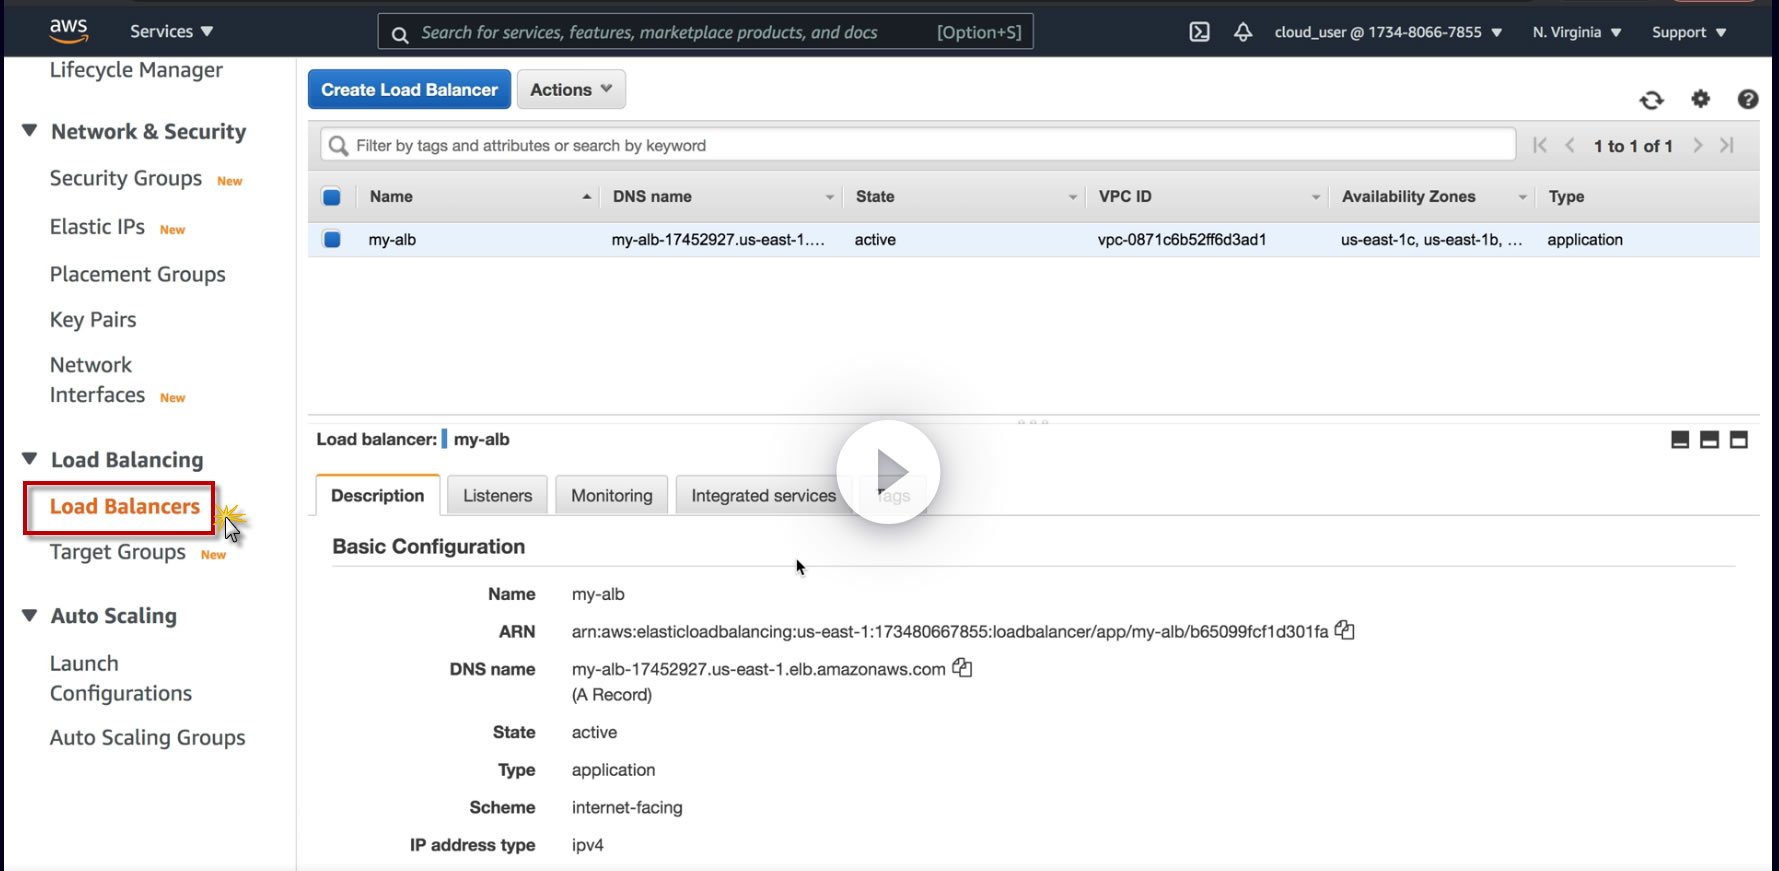 aws
Services
Search for services, features, marketplace products, and docs [Option+S]
cloud_user @ 1734-8066-7855
N. Virginia
Support
Lifecycle Manager
Network & Security
Security Groups New
Elastic IPs New
Placement Groups
Key Pairs
Network
Interfaces New
Load Balancing
Load Balancers
Target Groups New
Auto Scaling
Launch
Configurations
Auto Scaling Groups
Create Load Balancer Actions
Filter by tags and attributes or search by keyword
1 to 1 of 1
Name DNS name State VPC ID Availability Zones Type
my-alb my-alb-17452927.us-east-1.... active vpc-0871c6b52ff6d3ad1 us-east-1c, us-east-1b, ... application
Load balancer: my-alb
Description Listeners Monitoring Integrated services Tags
Basic Configuration
Name my-alb
ARN arn:aws:elasticloadbalancing:us-east-1:173480667855:loadbalancer/app/my-alb/b65099fcf1d301fa
DNS name my-alb-17452927.us-east-1.elb.amazonaws.com
(A Record)
State active
Type application
Scheme internet-facing
IP address type ipv4